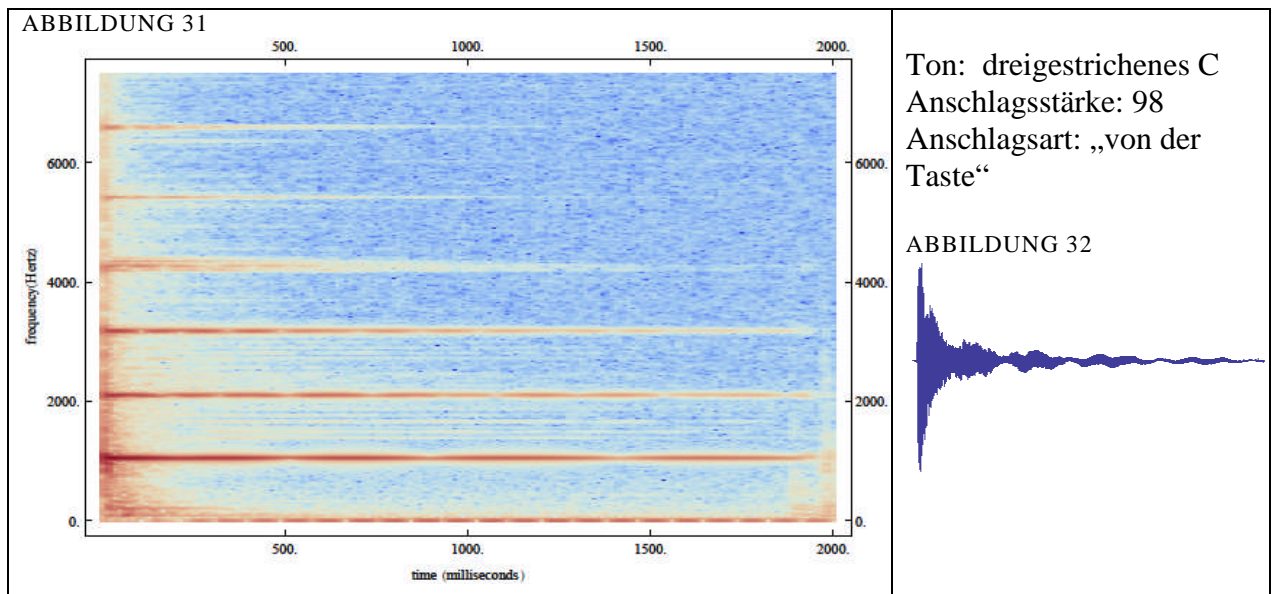 ABBILDUNG 31
500. 1000. 1500. 2000.
6000. 6000.
4000. 4000.
2000. 2000.
0. 0.
frequency(Hertz)
500. 1000. 1500. 2000.
time (milliseconds)
Ton: dreigestrichenes C
Anschlagsstärke: 98
Anschlagsart: „von der
Taste“
ABBILDUNG 32